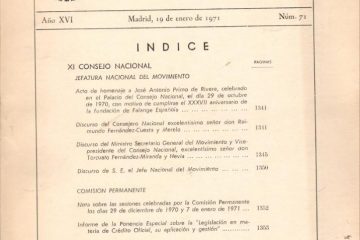 Año XVI
Madrid, 19 de enero de 1971
Núm. 71
INDICE
PAGINAS
XI CONSEJO NACIONAL
JEFATURA NACIONAL DEL MOVIMIENTO
Acto de homenaje a José Antonio Primo de Rivera, celebrado
en el Palacio del Consejo Nacional, el día 29 de octubre
de 1970, con motivo de cumplirse el XXXVII aniversario de
la fundación de Falange Española ... 1341
Discurso del Consejero Nacional excelentísimo señor don Rai-
mundo Fernández-Cuesta y Merelo ... 1341
Discurso del Ministro Secretario General del Movimiento y Vice-
presidente del Consejo Nacional, excelentísimo señor don
Torcuato Fernández-Miranda y Hevia ... 1345
Discurso de S. E. el Jefe Nacional del Movimiento ... 1350
COMISION PERMANENTE
Nota sobre las sesiones celebradas por la Comisión Permanente
los días 29 de diciembre de 1970 y 7 de enero de 1971 ... 1352
Informe de la Ponencia Especial sobre la "Legislación en mate-
ria de Crédito Oficial, su aplicación y gestión" ... 1353